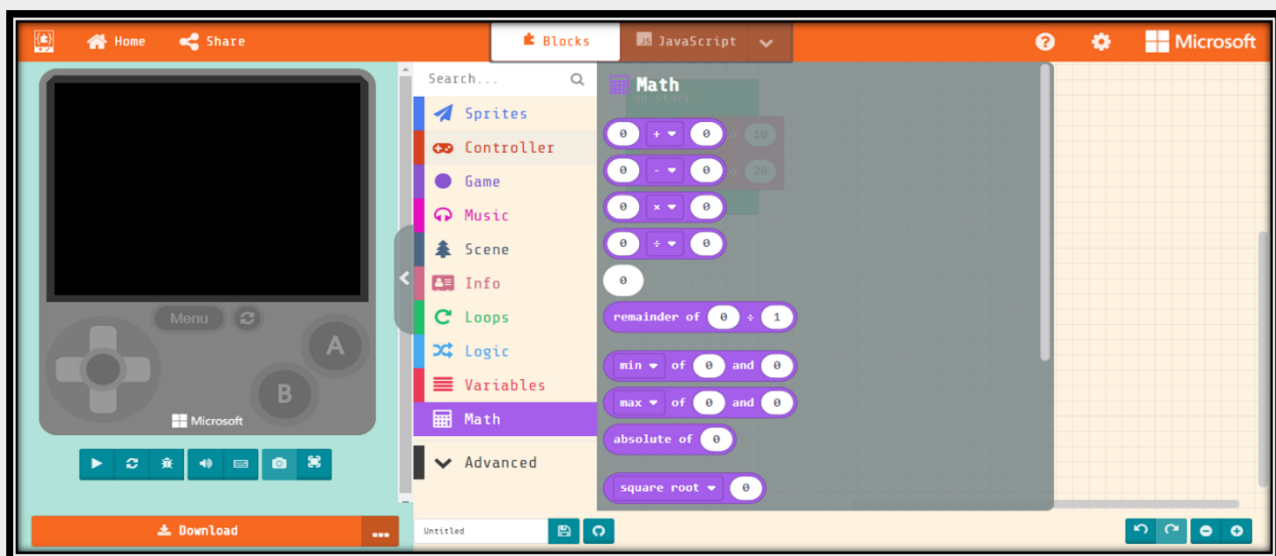 Home Share Blocks JavaScript Microsoft
Search...
Sprites
Controller
Game
Music
Scene
Info
Loops
Logic
Variables
Math
Advanced
Math
on start
0 + 0
10
0 - 0
20
0 × 0
0 ÷ 0
0
remainder of 0 ÷ 1
min of 0 and 0
max of 0 and 0
absolute of 0
square root 0
Menu
A
B
Microsoft
Download
Untitled